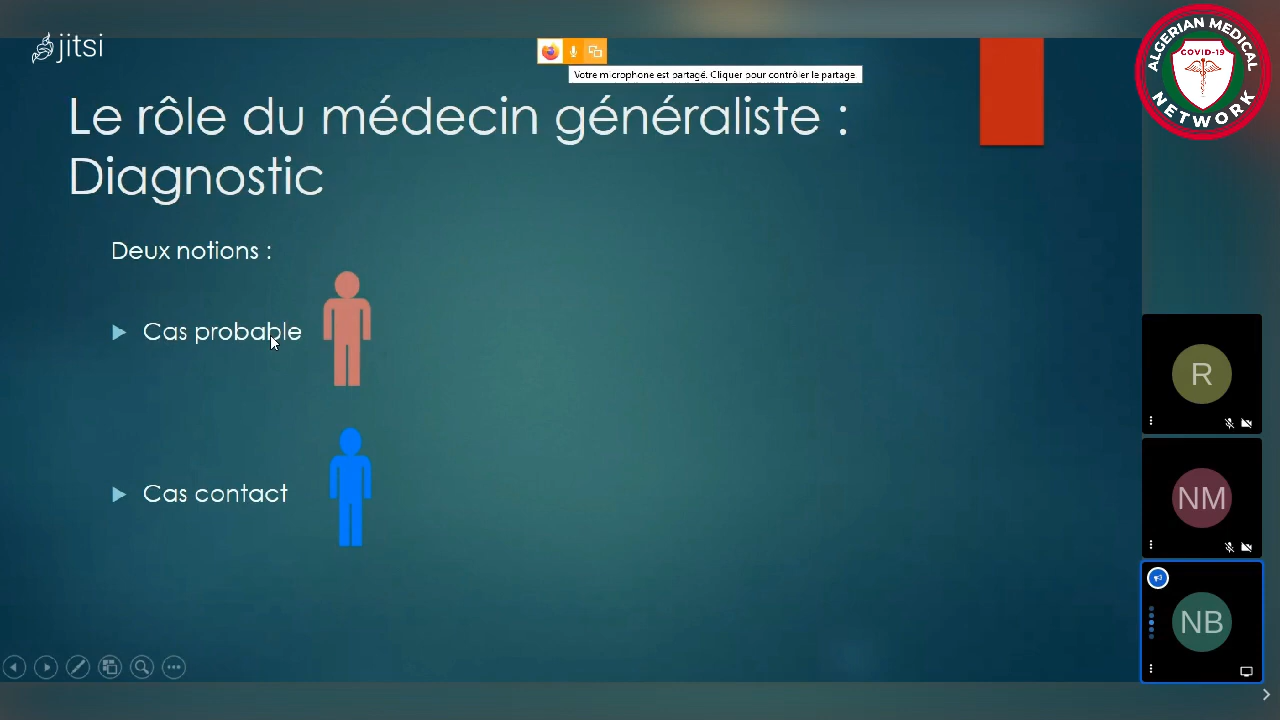 jitsi
Votre microphone est partagé. Cliquer pour contrôler le partage.
ALGERIAN MEDICAL
COVID-19
NETWORK
Le rôle du médecin généraliste :
Diagnostic
Deux notions :
Cas probable
Cas contact
R
NM
NB